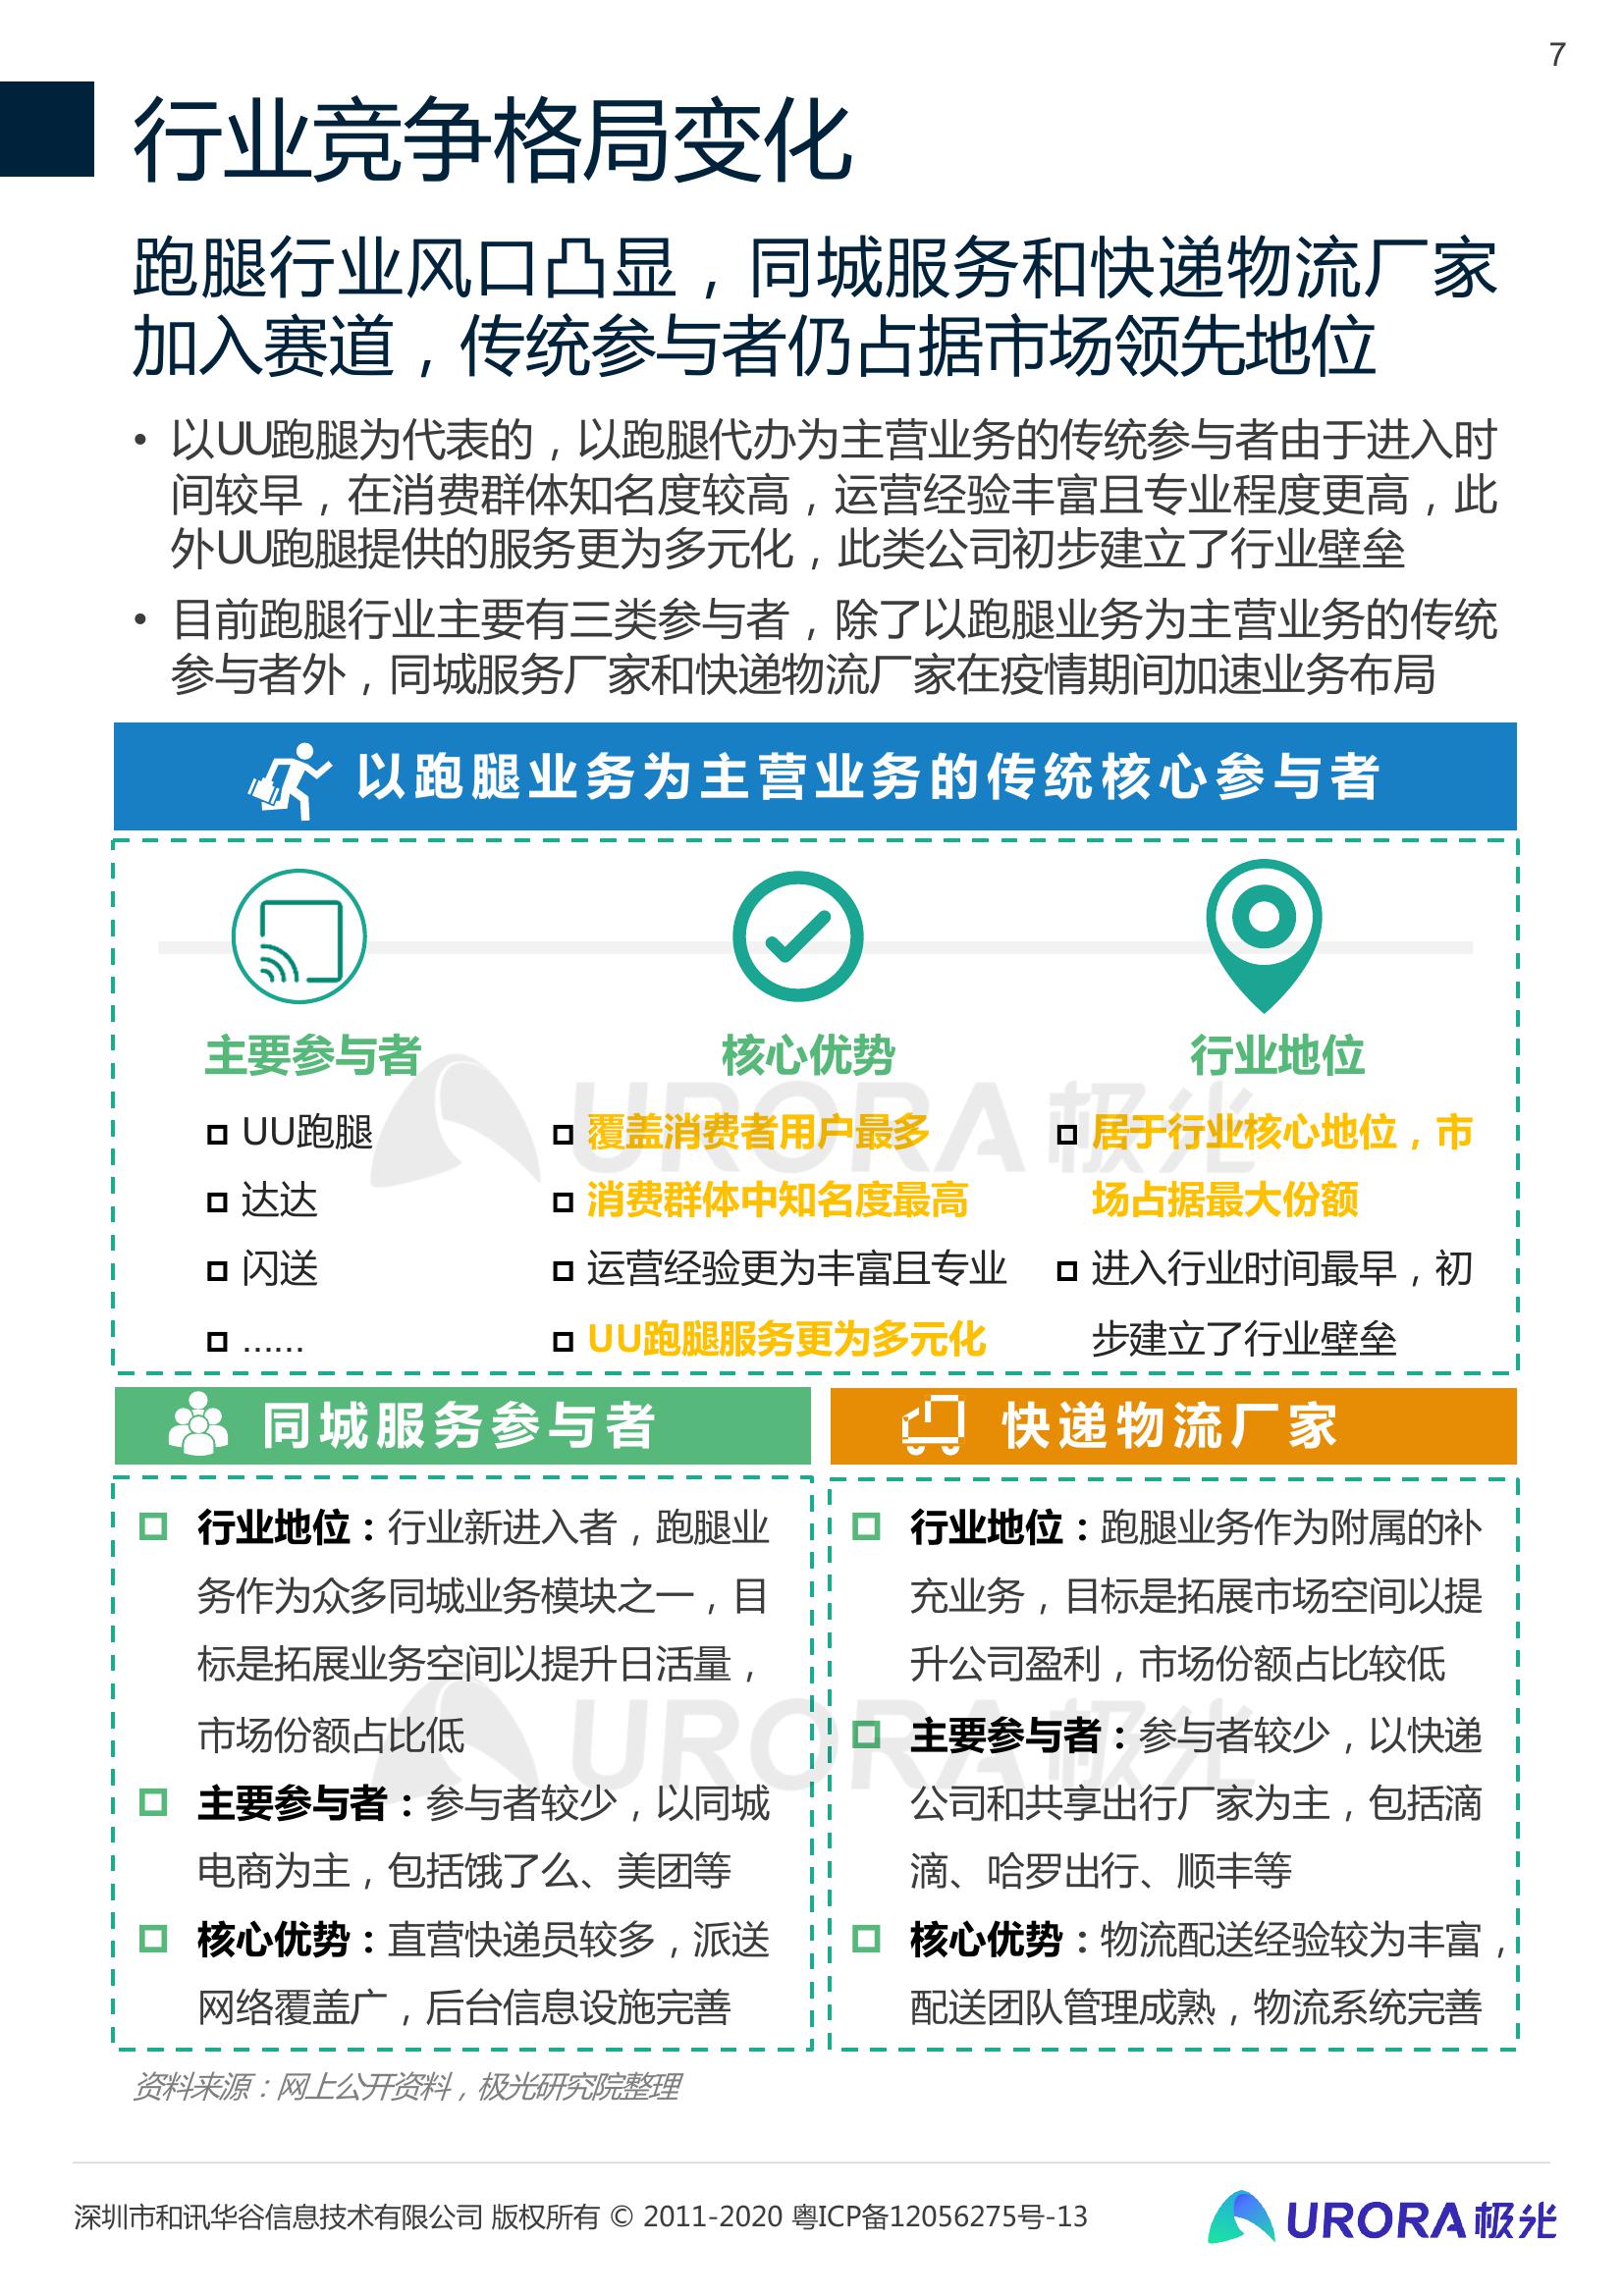 7
行业竞争格局变化
跑腿行业风口凸显，同城服务和快递物流厂家
加入赛道，传统参与者仍占据市场领先地位
• 以UU跑腿为代表的，以跑腿代办为主营业务的传统参与者由于进入时
间较早，在消费群体知名度较高，运营经验丰富且专业程度更高，此
外UU跑腿提供的服务更为多元化，此类公司初步建立了行业壁垒
• 目前跑腿行业主要有三类参与者，除了以跑腿业务为主营业务的传统
参与者外，同城服务厂家和快递物流厂家在疫情期间加速业务布局
以跑腿业务为主营业务的传统核心参与者
主要参与者
UU跑腿
达达
闪送
......
核心优势
覆盖消费者用户最多
消费群体中知名度最高
运营经验更为丰富且专业
UU跑腿服务更为多元化
行业地位
居于行业核心地位，市
场占据最大份额
进入行业时间最早，初
步建立了行业壁垒
URORA 极光
同城服务参与者
行业地位：行业新进入者，跑腿业
务作为众多同城业务模块之一，目
标是拓展业务空间以提升日活量，
市场份额占比低
主要参与者：参与者较少，以同城
电商为主，包括饿了么、美团等
核心优势：直营快递员较多，派送
网络覆盖广，后台信息设施完善
快递物流厂家
行业地位：跑腿业务作为附属的补
充业务，目标是拓展市场空间以提
升公司盈利，市场份额占比较低
主要参与者：参与者较少，以快递
公司和共享出行厂家为主，包括滴
滴、哈罗出行、顺丰等
核心优势：物流配送经验较为丰富，
配送团队管理成熟，物流系统完善
URORA 极光
资料来源：网上公开资料，极光研究院整理
深圳市和讯华谷信息技术有限公司 版权所有 © 2011-2020 粤ICP备12056275号-13
URORA 极光